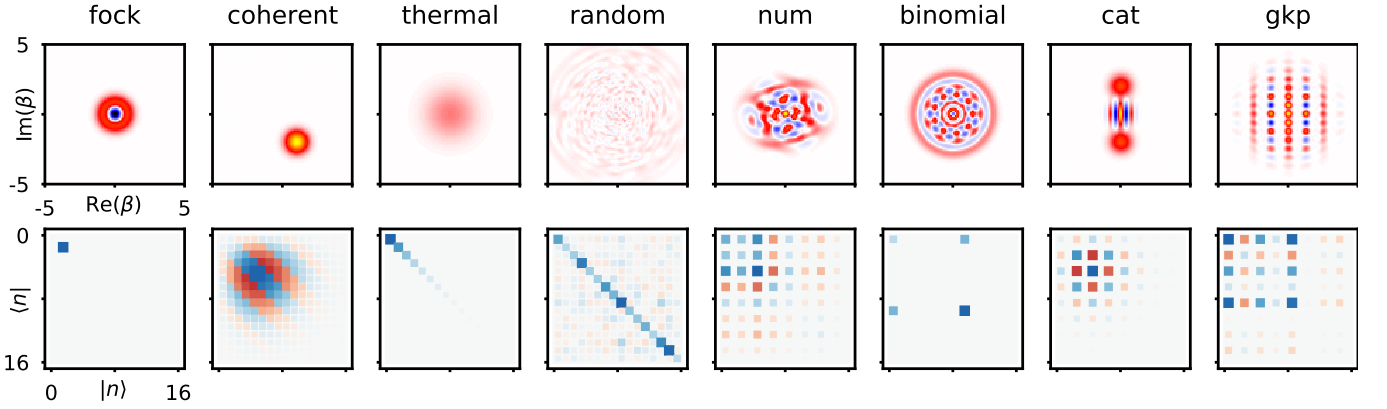 fock coherent thermal random num binomial cat gkp
5
Im(β)
-5
-5 Re(β) 5
0
⟨n|
16
0 |n⟩ 16